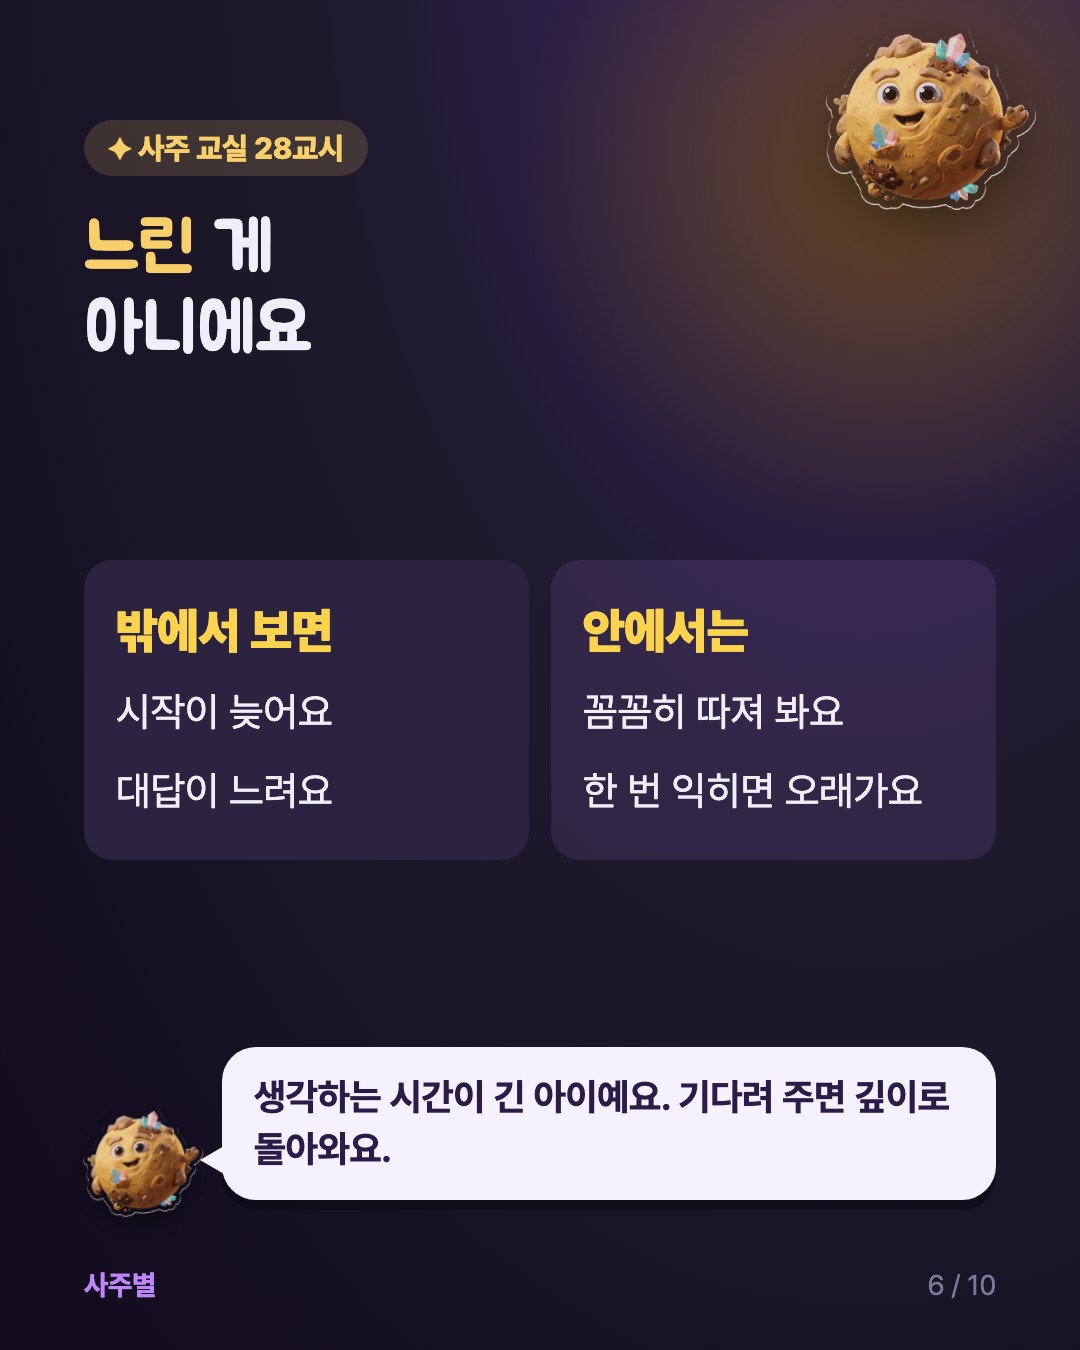 ✦ 사주 교실 28교시
느린 게
아니에요
밖에서 보면
시작이 늦어요
대답이 느려요
안에서는
꼼꼼히 따져 봐요
한 번 익히면 오래가요
생각하는 시간이 긴 아이예요. 기다려 주면 깊이로
돌아와요.
사주별
6 / 10